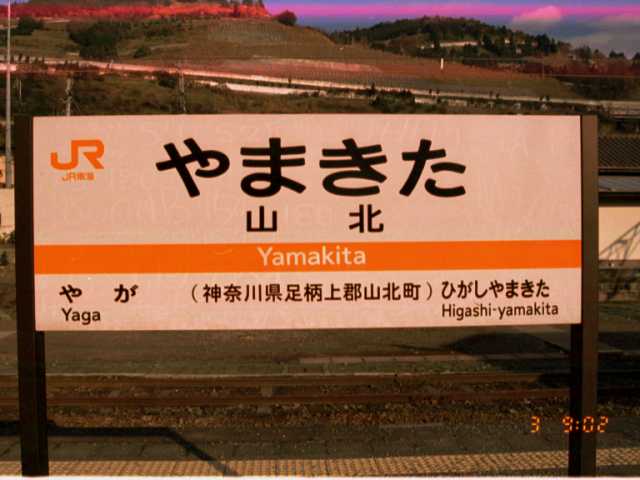 JR
JR東海
やまきた
山北
Yamakita
やが (神奈川県足柄上郡山北町) ひがしやまきた
Yaga Higashi-yamakita
3 9:02